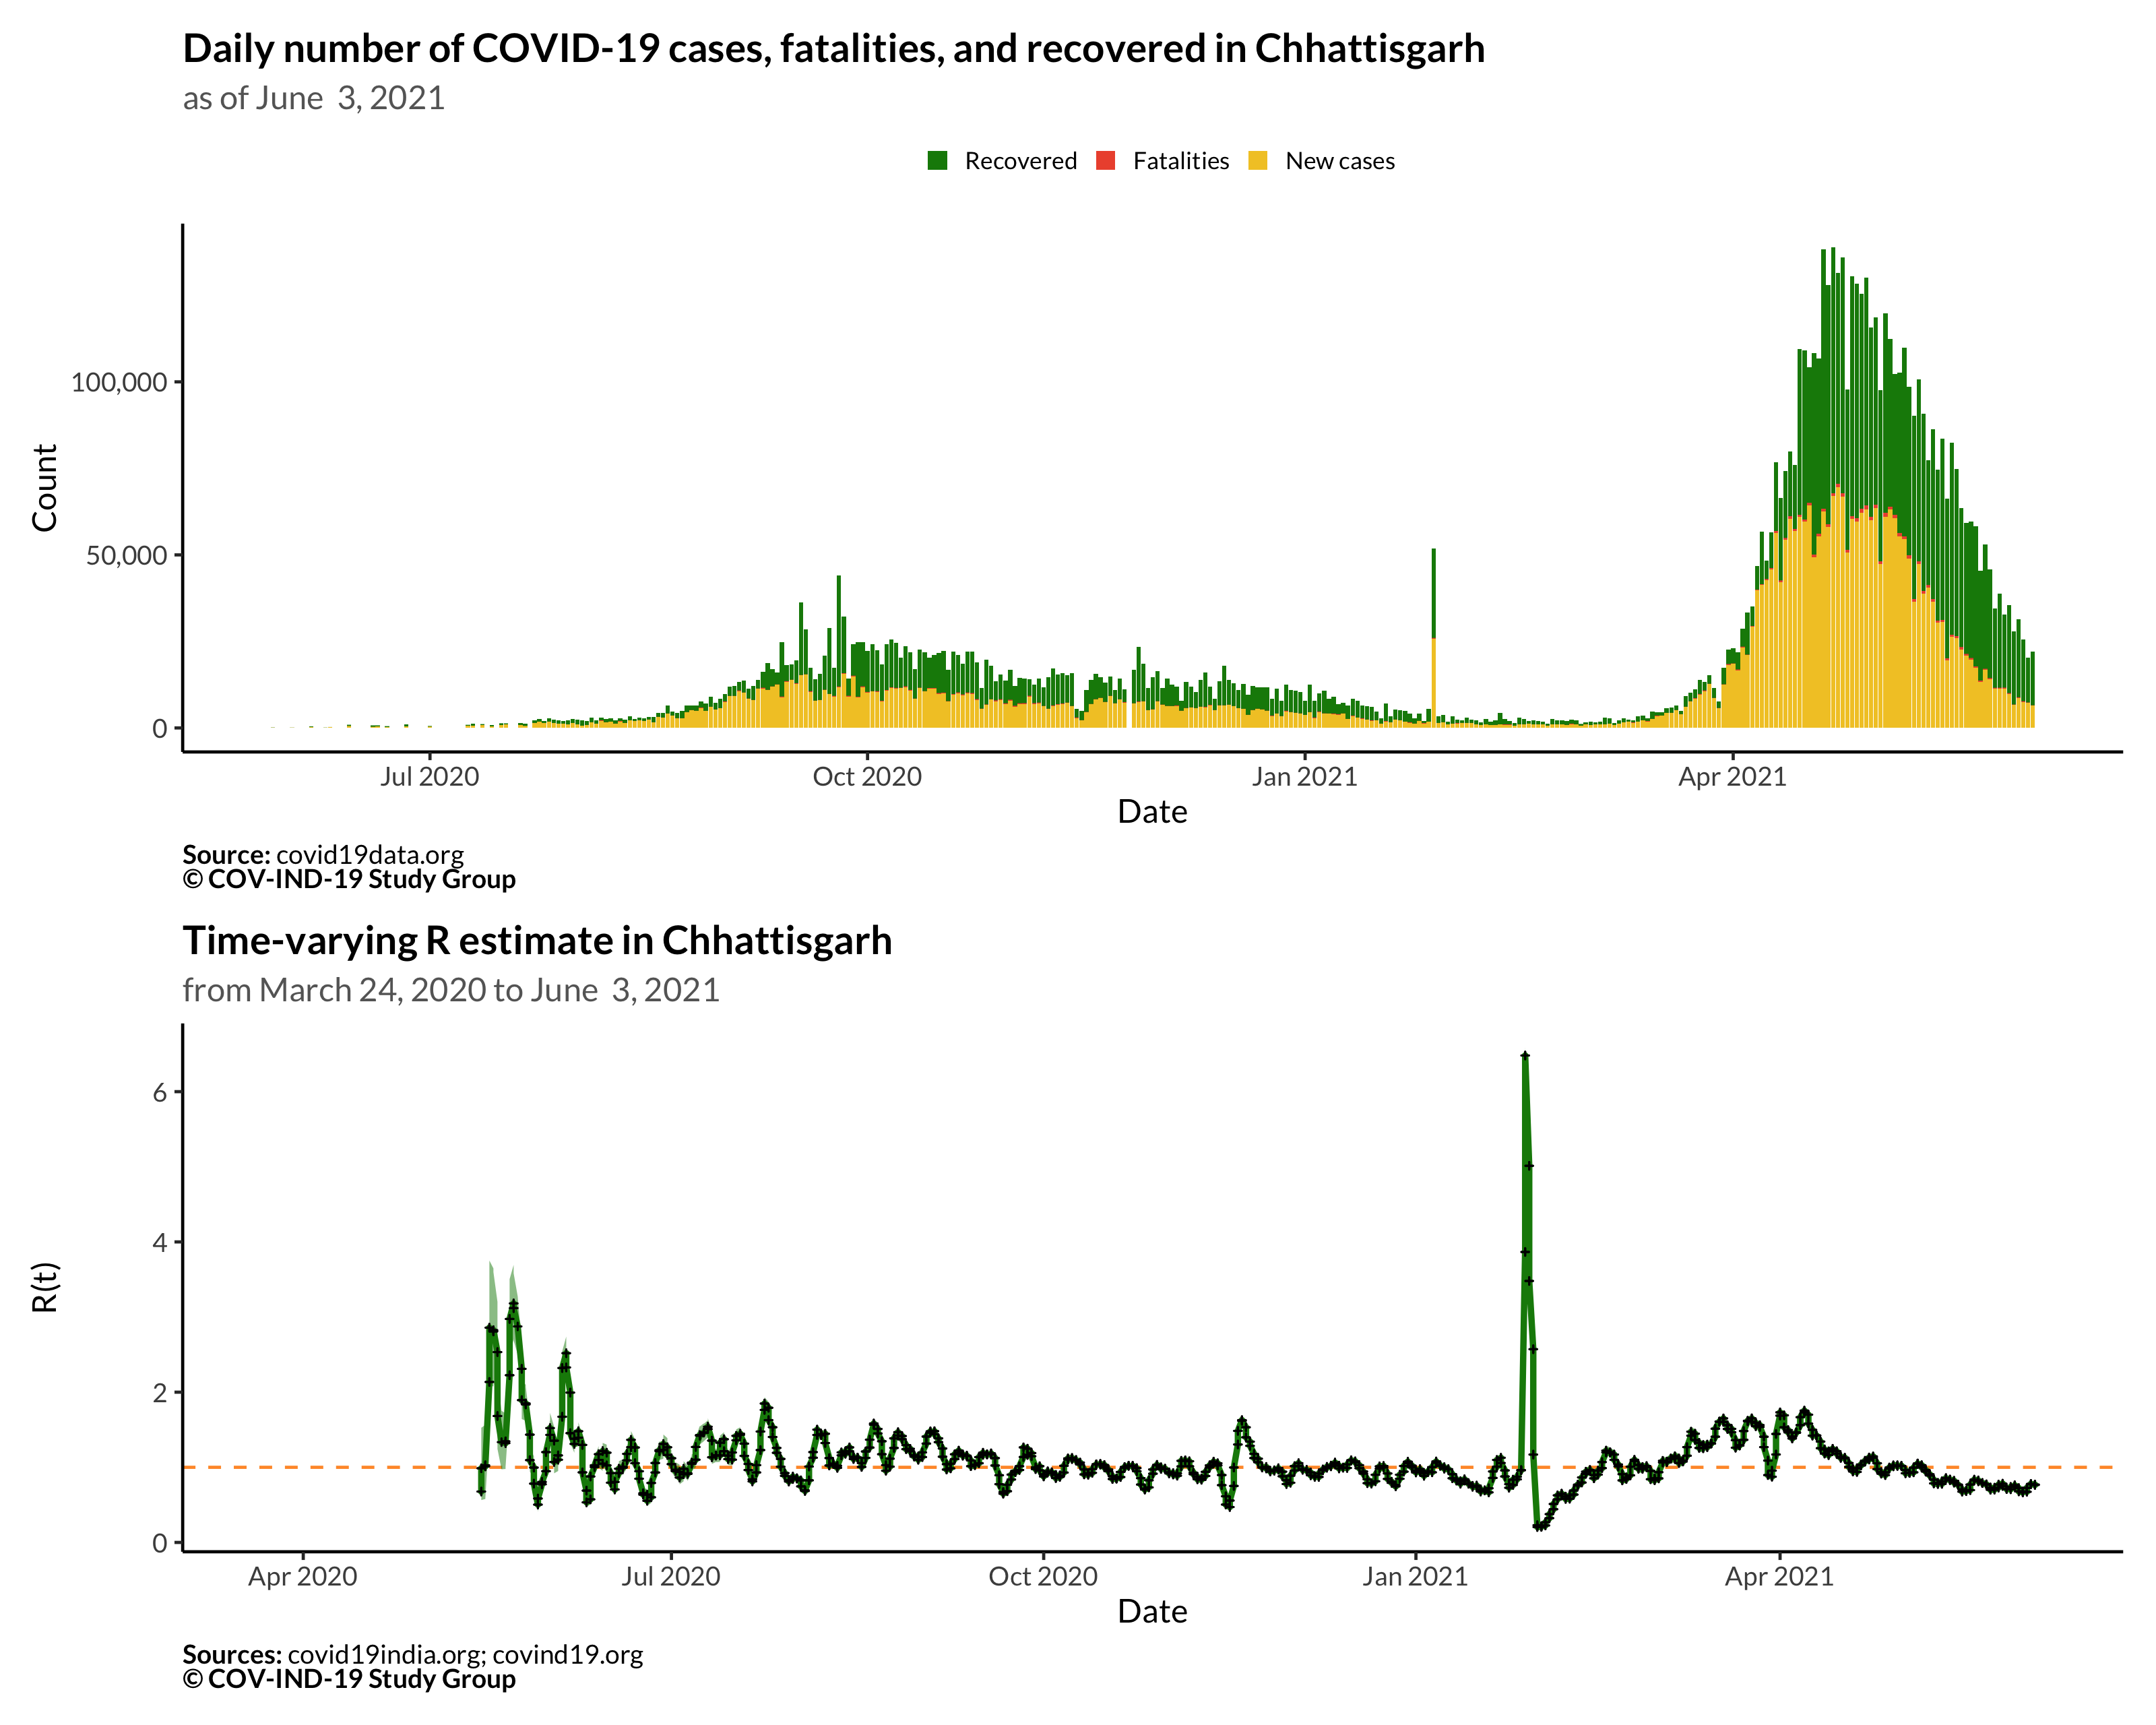 Daily number of COVID-19 cases, fatalities, and recovered in Chhattisgarh
as of June  3, 2021
Recovered Fatalities New cases
100,000
50,000
0
Count
Jul 2020 Oct 2020 Jan 2021 Apr 2021
Date
Source: covid19data.org
© COV-IND-19 Study Group
Time-varying R estimate in Chhattisgarh
from March 24, 2020 to June  3, 2021
6
4
2
0
R(t)
Apr 2020 Jul 2020 Oct 2020 Jan 2021 Apr 2021
Date
Sources: covid19india.org; covind19.org
© COV-IND-19 Study Group